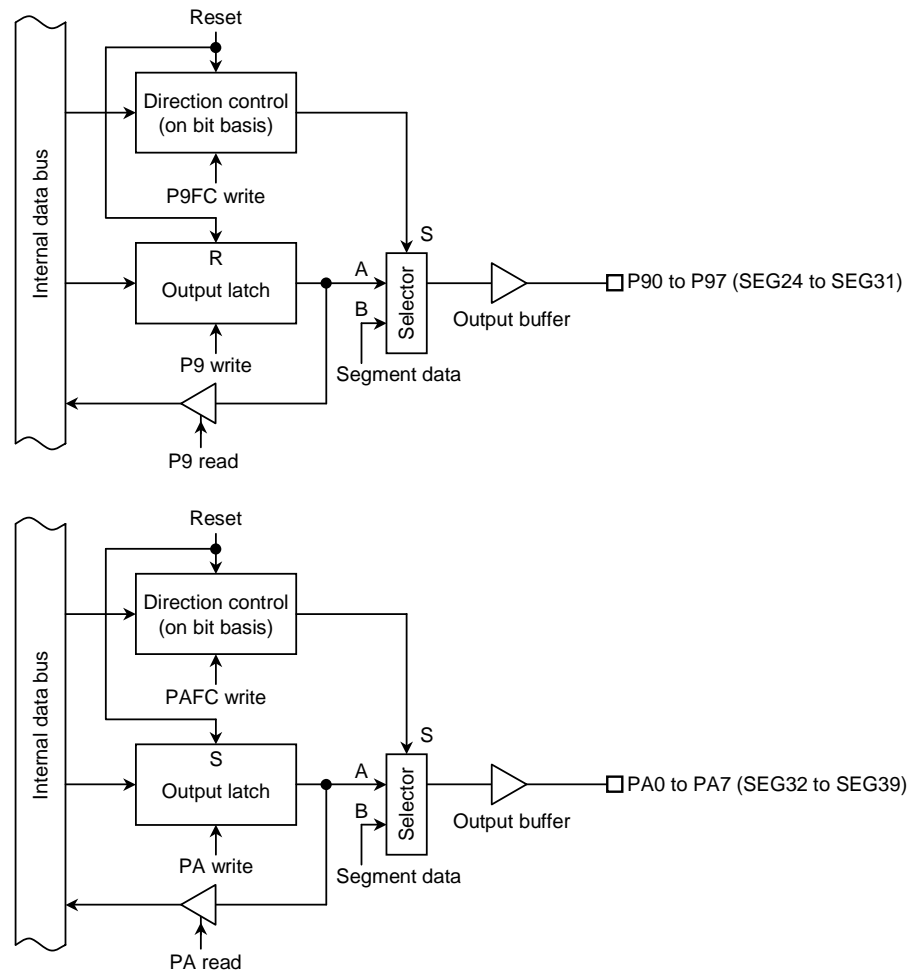 Reset
Direction control
(on bit basis)
Internal data bus
P9FC write
S
R
Output latch
A
B
Selector
P90 to P97 (SEG24 to SEG31)
Output buffer
P9 write
Segment data
P9 read
Reset
Direction control
(on bit basis)
Internal data bus
PAFC write
S
S
Output latch
A
B
Selector
PA0 to PA7 (SEG32 to SEG39)
Output buffer
PA write
Segment data
PA read